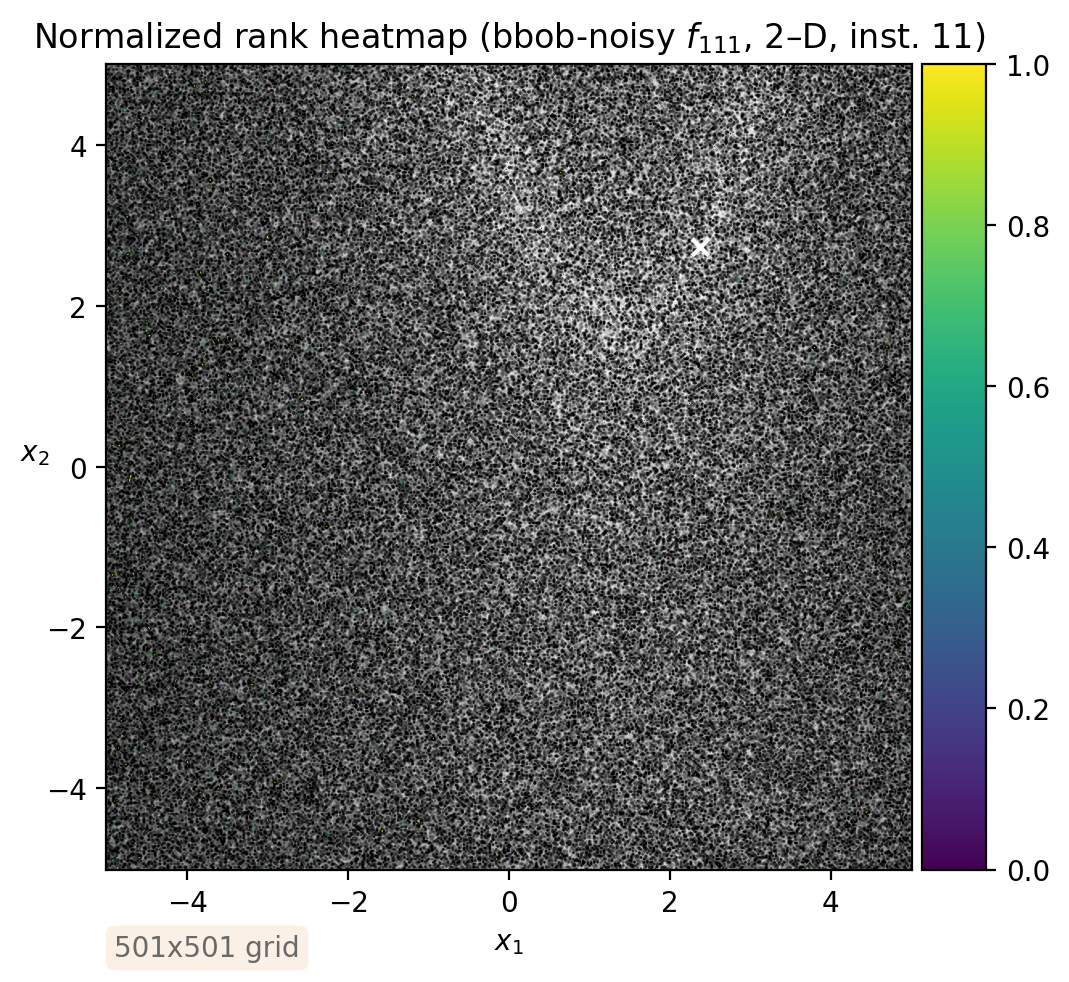 Normalized rank heatmap (bbob-noisy f₁₁₁, 2–D, inst. 11)
1.0
0.8
0.6
0.4
0.2
0.0
4
2
0
−2
−4
x₂
−4 −2 0 2 4
x₁
501x501 grid